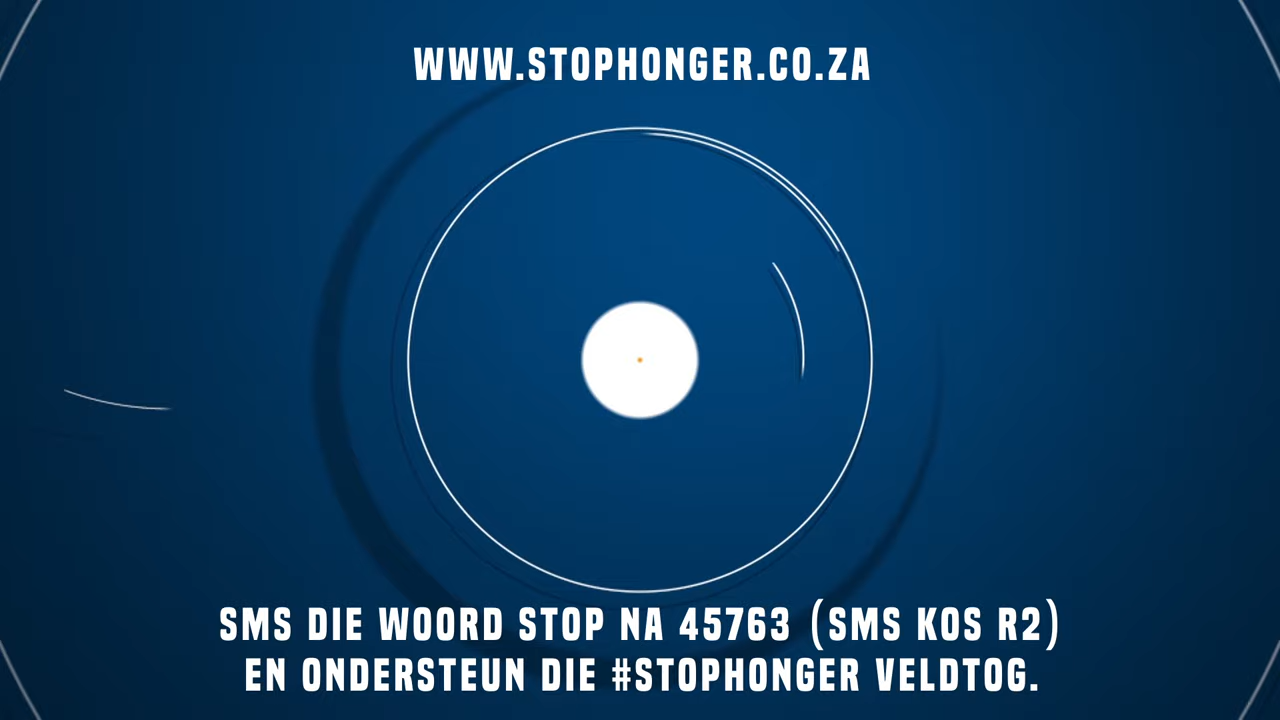 WWW.STOPHONGER.CO.ZA
SMS DIE WOORD STOP NA 45763 (SMS KOS R2)
EN ONDERSTEUN DIE #STOPHONGER VELDTOG.